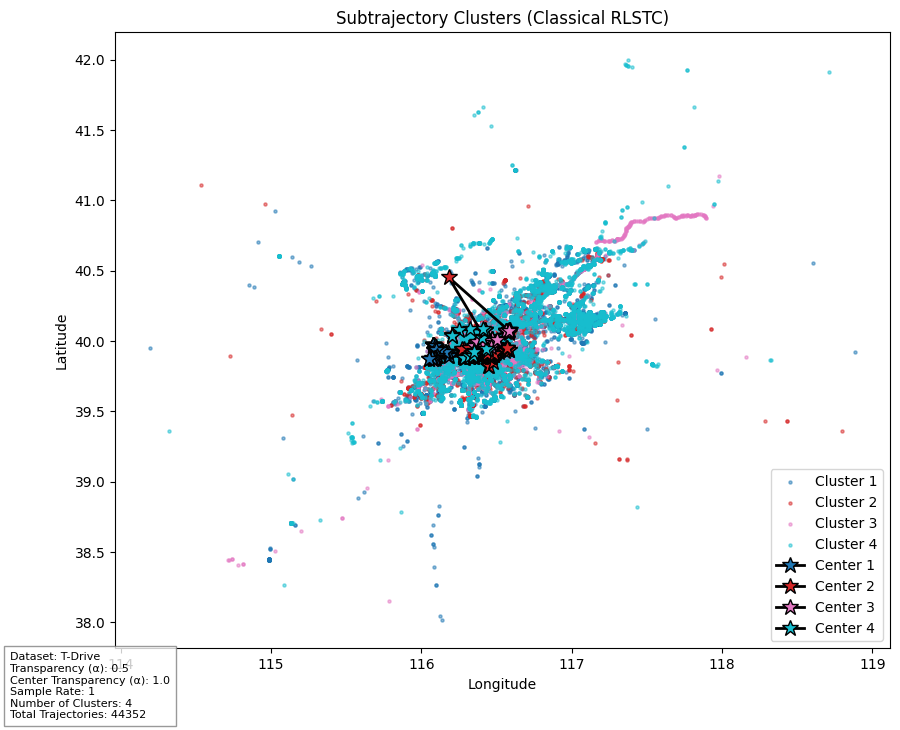 Subtrajectory Clusters (Classical RLSTC)
42.0
41.5
41.0
40.5
40.0
39.5
39.0
38.5
38.0
Latitude
114
115
116
117
118
119
Longitude
Cluster 1
Cluster 2
Cluster 3
Cluster 4
Center 1
Center 2
Center 3
Center 4
Dataset: T-Drive
Transparency (α): 0.5
Center Transparency (α): 1.0
Sample Rate: 1
Number of Clusters: 4
Total Trajectories: 44352